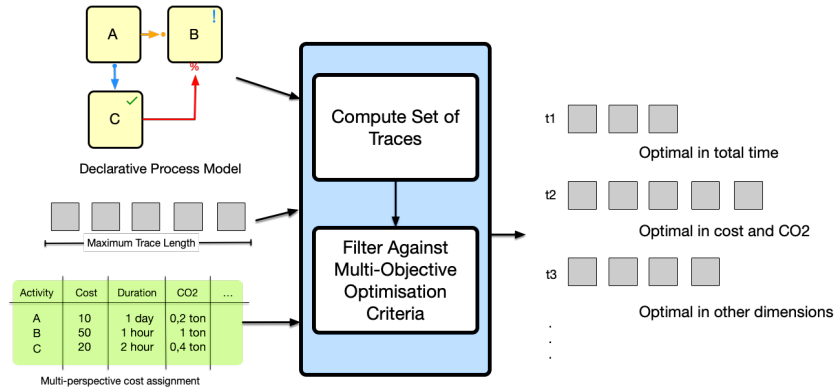 A
B
!
%
C
✓
Declarative Process Model
Maximum Trace Length
Activity Cost Duration CO2 ...
A 10 1 day 0,2 ton
B 50 1 hour 1 ton
C 20 2 hour 0,4 ton
Multi-perspective cost assignment
Compute Set of
Traces
Filter Against
Multi-Objective
Optimisation
Criteria
t1
Optimal in total time
t2
Optimal in cost and CO2
t3
Optimal in other dimensions
.
.
.